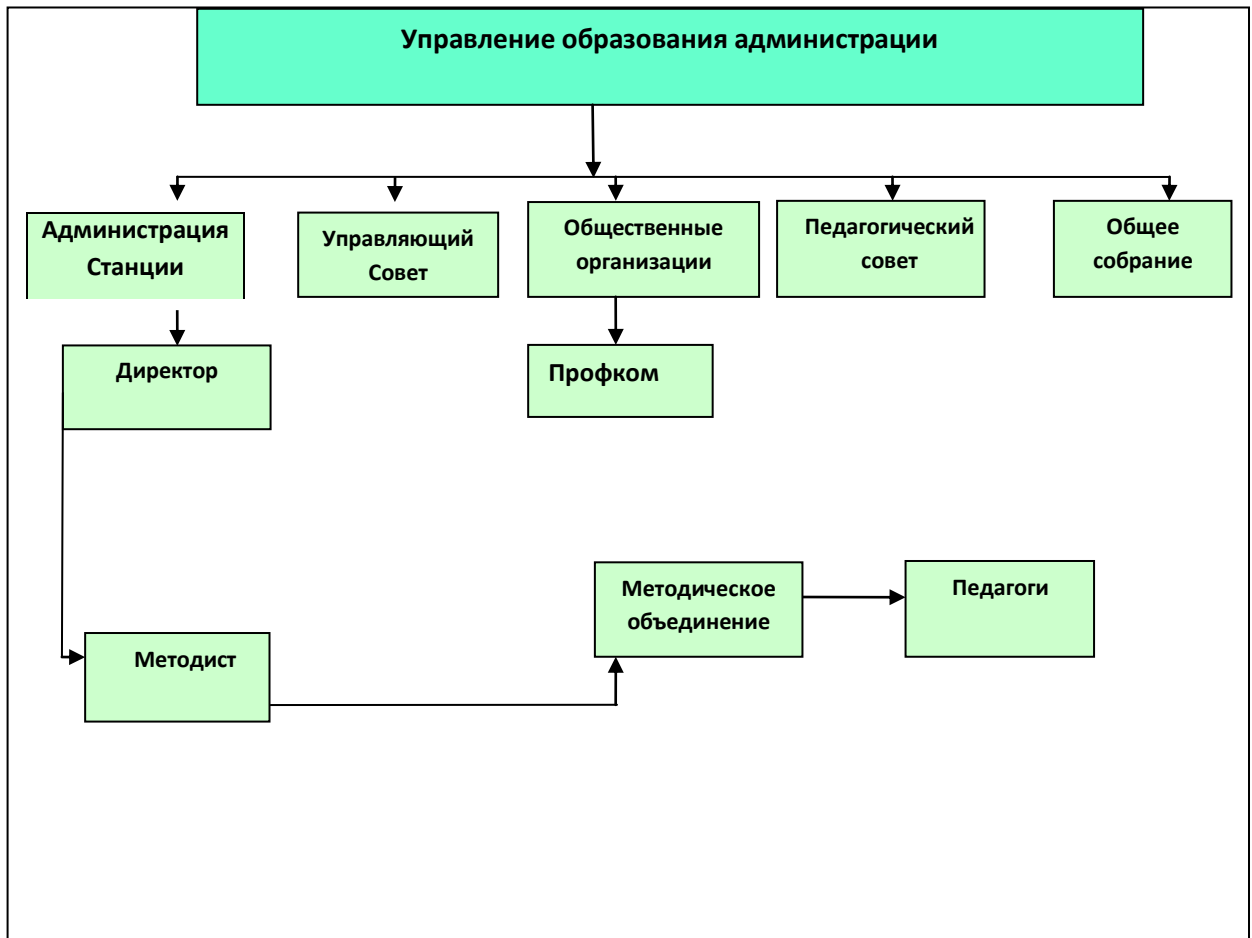 Управление образования администрации
Администрация
Станции
Управляющий
Совет
Общественные
организации
Педагогический
совет
Общее
собрание
Директор
Профком
Методическое
объединение
Педагоги
Методист